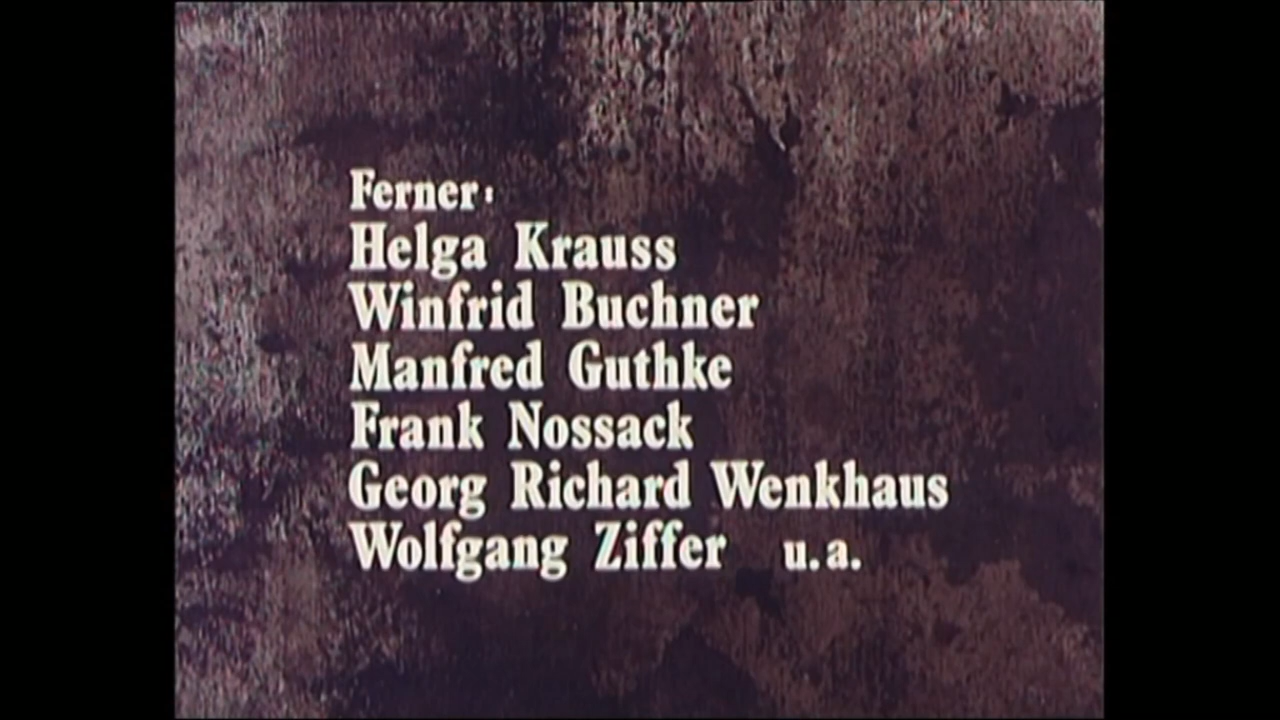 Ferner:
Helga Krauss
Winfrid Buchner
Manfred Guthke
Frank Nossack
Georg Richard Wenkhaus
Wolfgang Ziffer u.a.